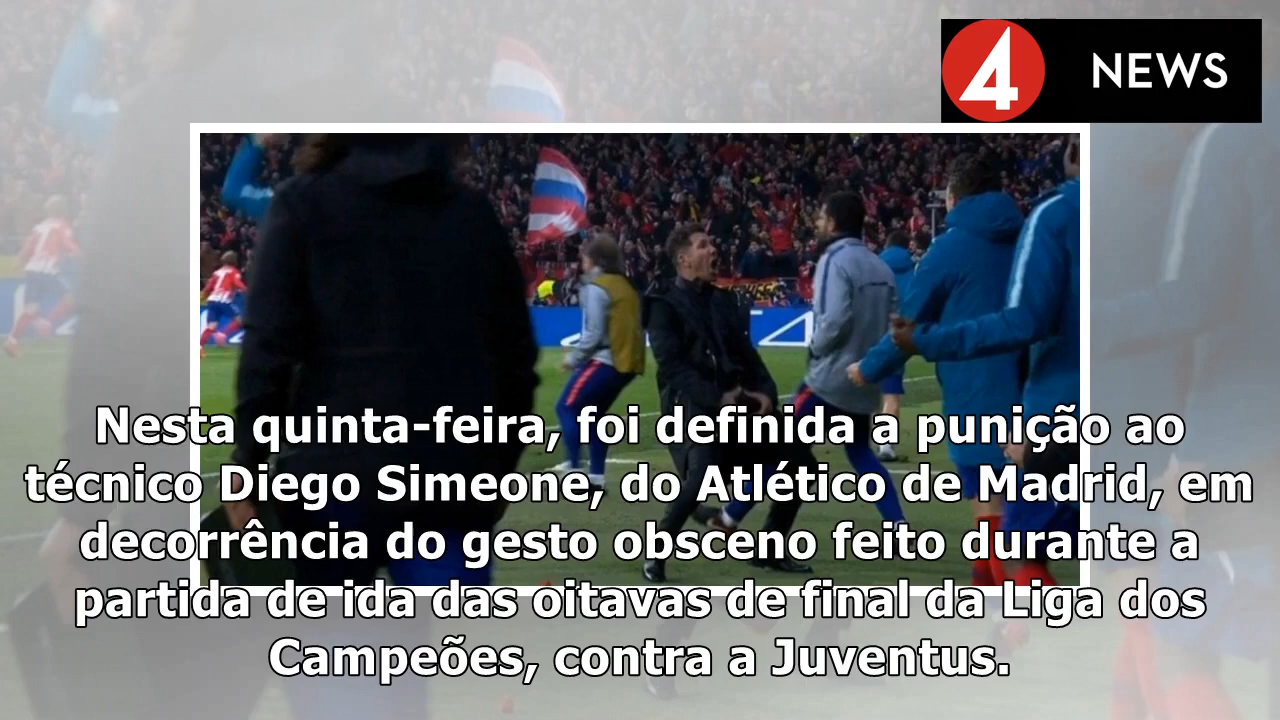 4 NEWS
Nesta quinta-feira, foi definida a punição ao
técnico Diego Simeone, do Atlético de Madrid, em
decorrência do gesto obsceno feito durante a
partida de ida das oitavas de final da Liga dos
Campeões, contra a Juventus.